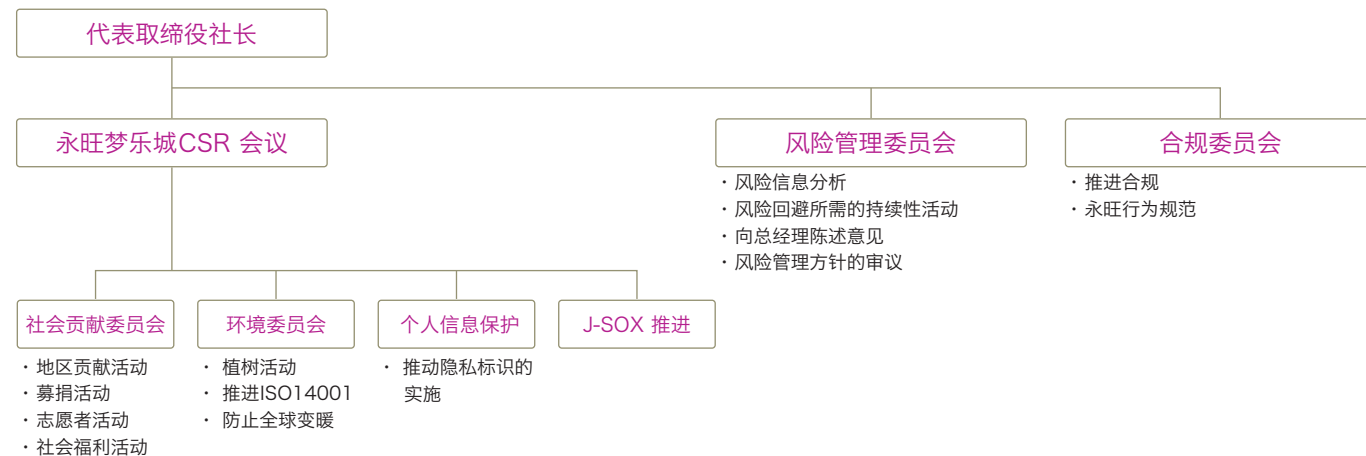 代表取缔役社长
永旺梦乐城CSR 会议
风险管理委员会
・风险信息分析
・风险回避所需的持续性活动
・向总经理陈述意见
・风险管理方针的审议
合规委员会
・推进合规
・永旺行为规范
社会贡献委员会
・地区贡献活动
・募捐活动
・志愿者活动
・社会福利活动
环境委员会
・ 植树活动
・ 推进ISO14001
・ 防止全球变暖
个人信息保护
・ 推动隐私标识的
实施
J-SOX 推进